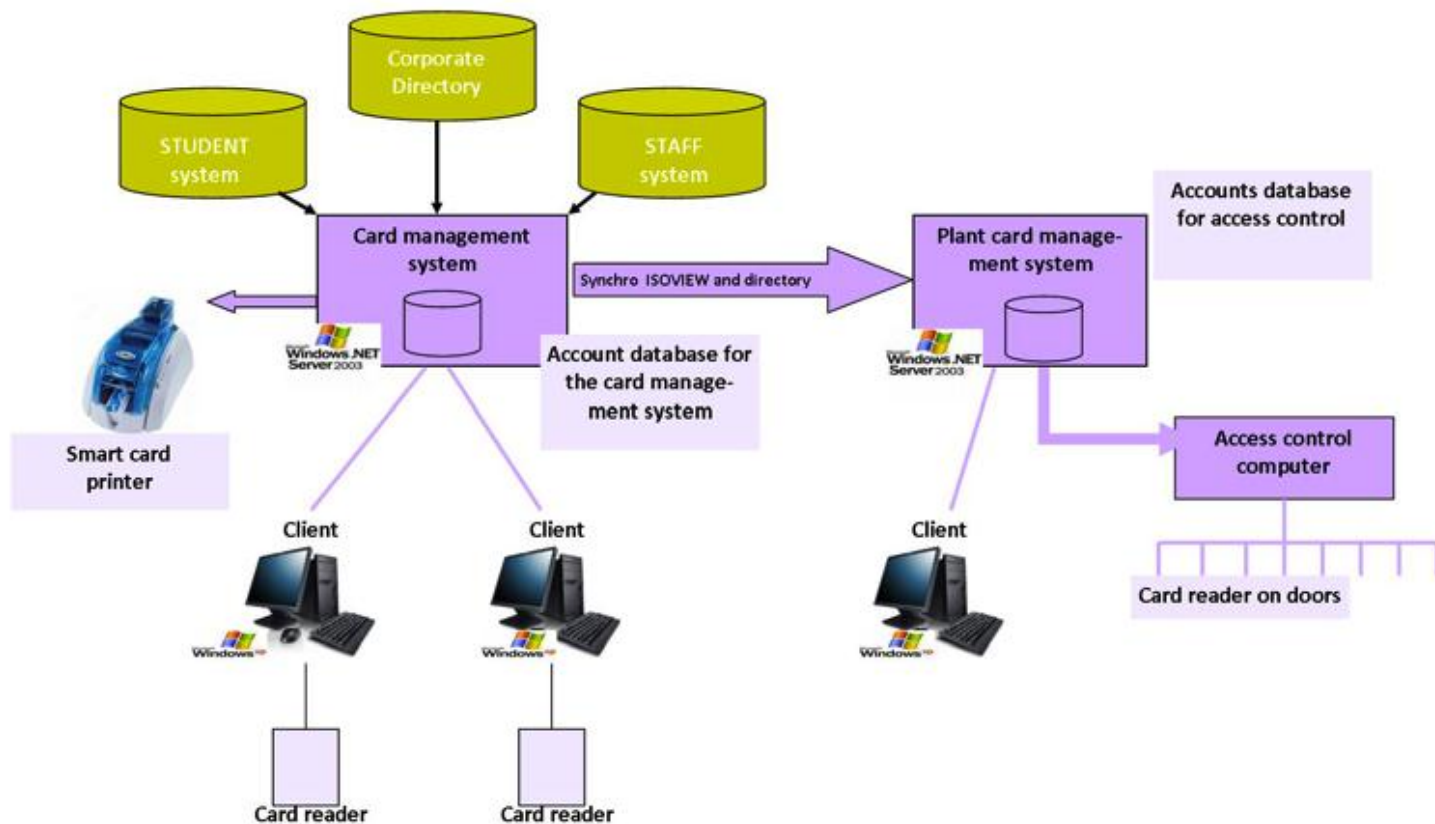 Corporate
Directory
STUDENT
system
STAFF
system
Card management
system
Synchro ISOVIEW and directory
Plant card manage-
ment system
Accounts database
for access control
Windows.NET
Server 2003
Account database for
the card manage-
ment system
Windows.NET
Server 2003
Smart card
printer
Access control
computer
Client
Client
Client
Windows xp
Windows xp
Windows xp
Card reader on doors
Card reader
Card reader